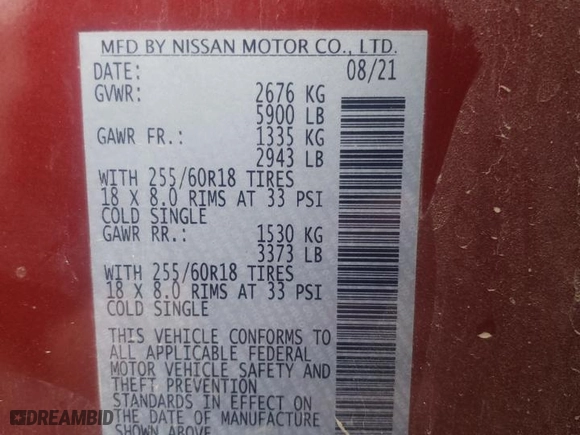 MFD BY NISSAN MOTOR CO., LTD.
DATE: 08/21
GVWR: 2676 KG
5900 LB
GAWR FR.: 1335 KG
2943 LB
WITH 255/60R18 TIRES
18 X 8.0 RIMS AT 33 PSI
COLD SINGLE
GAWR RR.: 1530 KG
3373 LB
WITH 255/60R18 TIRES
18 X 8.0 RIMS AT 33 PSI
COLD SINGLE
THIS VEHICLE CONFORMS TO
ALL APPLICABLE FEDERAL
MOTOR VEHICLE SAFETY AND
THEFT PREVENTION
STANDARDS IN EFFECT ON
THE DATE OF MANUFACTURE
SHOWN ABOVE.
DREAMBID